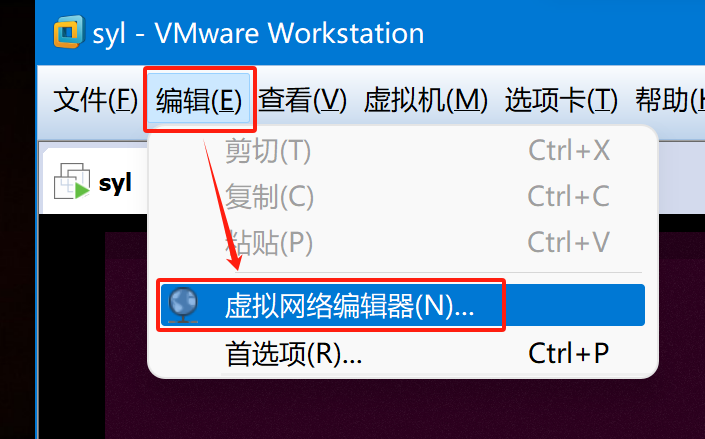 syl - VMware Workstation
文件(F) 编辑(E) 查看(V) 虚拟机(M) 选项卡(T) 帮助(H
syl
剪切(T) Ctrl+X
复制(C) Ctrl+C
粘贴(P) Ctrl+V
虚拟网络编辑器(N)...
首选项(R)... Ctrl+P